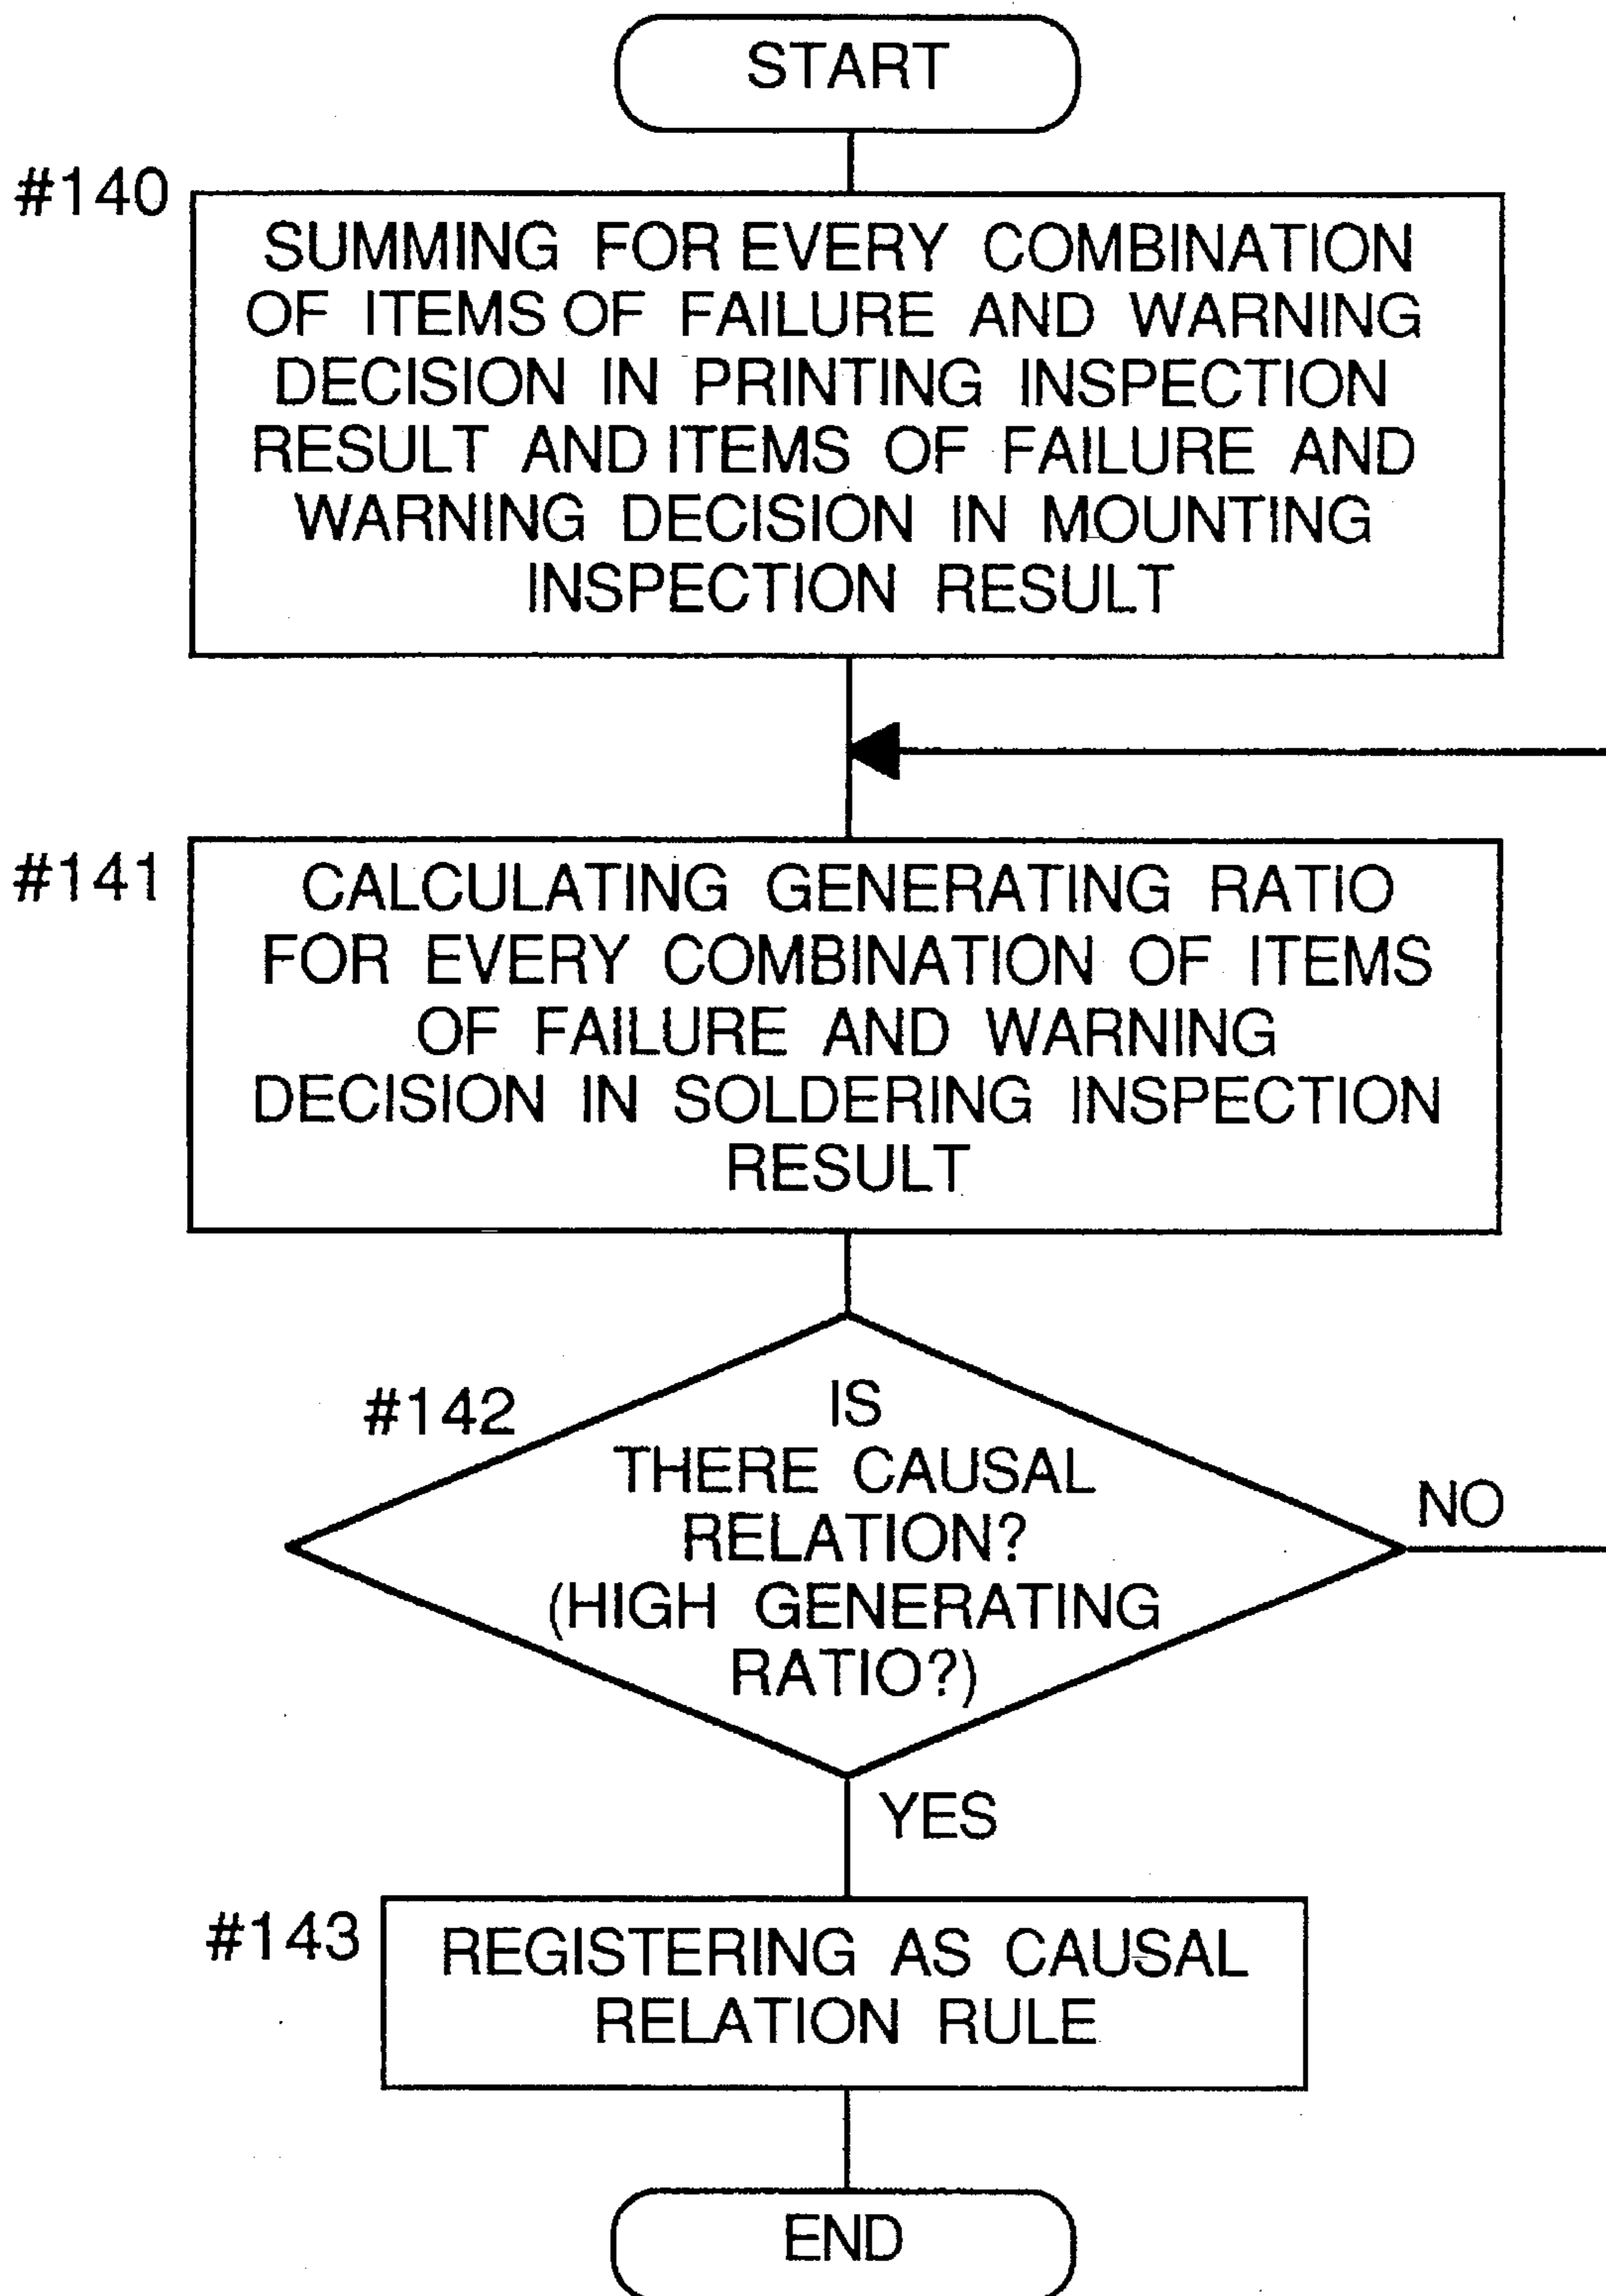 START
#140
SUMMING FOR EVERY COMBINATION
OF ITEMS OF FAILURE AND WARNING
DECISION IN PRINTING INSPECTION
RESULT AND ITEMS OF FAILURE AND
WARNING DECISION IN MOUNTING
INSPECTION RESULT
#141
CALCULATING GENERATING RATIO
FOR EVERY COMBINATION OF ITEMS
OF FAILURE AND WARNING
DECISION IN SOLDERING INSPECTION
RESULT
#142
IS
THERE CAUSAL
RELATION?
(HIGH GENERATING
RATIO?)
NO
YES
#143
REGISTERING AS CAUSAL
RELATION RULE
END